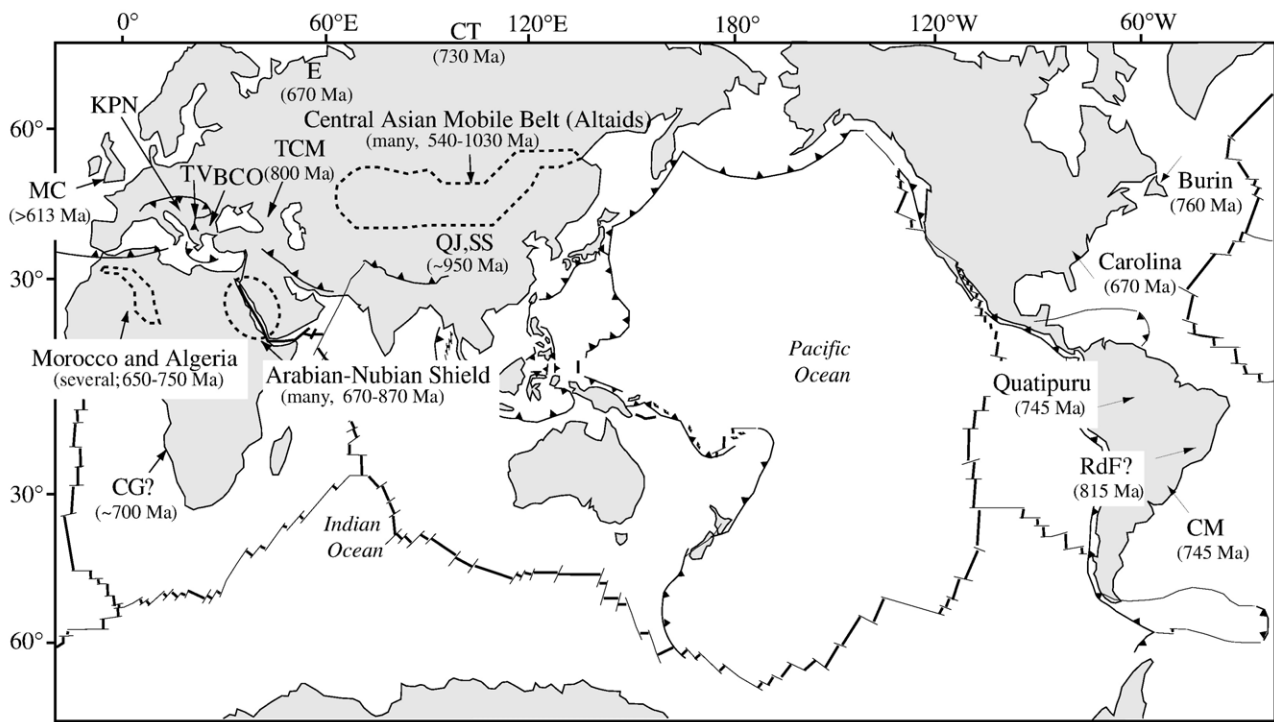 0°
60°E
120°E
180°
120°W
60°W
CT
(730 Ma)
E
(670 Ma)
KPN
Central Asian Mobile Belt (Altaids)
(many, 540-1030 Ma)
60°
TCM
(800 Ma)
TV
BCO
MC
(>613 Ma)
Burin
(760 Ma)
QJ,SS
(~950 Ma)
Carolina
(670 Ma)
30°
Morocco and Algeria
(several;650-750 Ma)
Arabian-Nubian Shield
(many, 670-870 Ma)
Pacific
Ocean
Quatipuru
(745 Ma)
CG?
(~700 Ma)
RdF?
(815 Ma)
30°
Indian
Ocean
CM
(745 Ma)
60°